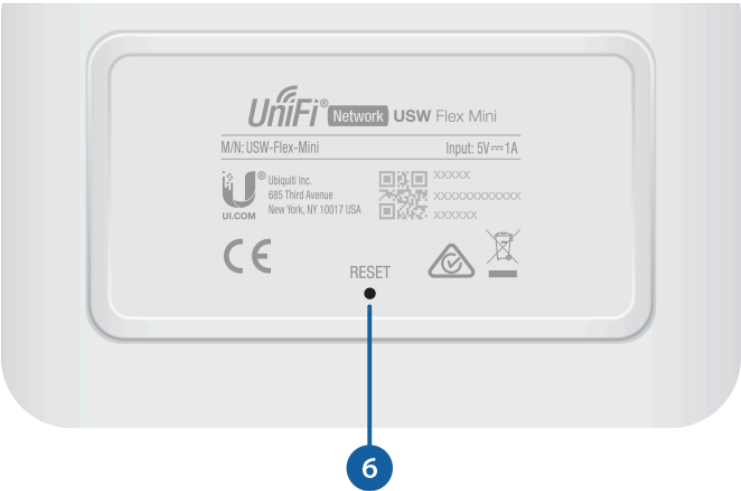 UniFi® Network USW Flex Mini
M/N: USW-Flex-Mini Input: 5V⎓1A
U® UI.COM
Ubiquiti Inc.
685 Third Avenue
New York, NY 10017 USA
XXXXX
XXXXXXXXXXXX
XXXXXX
CE
RESET
6